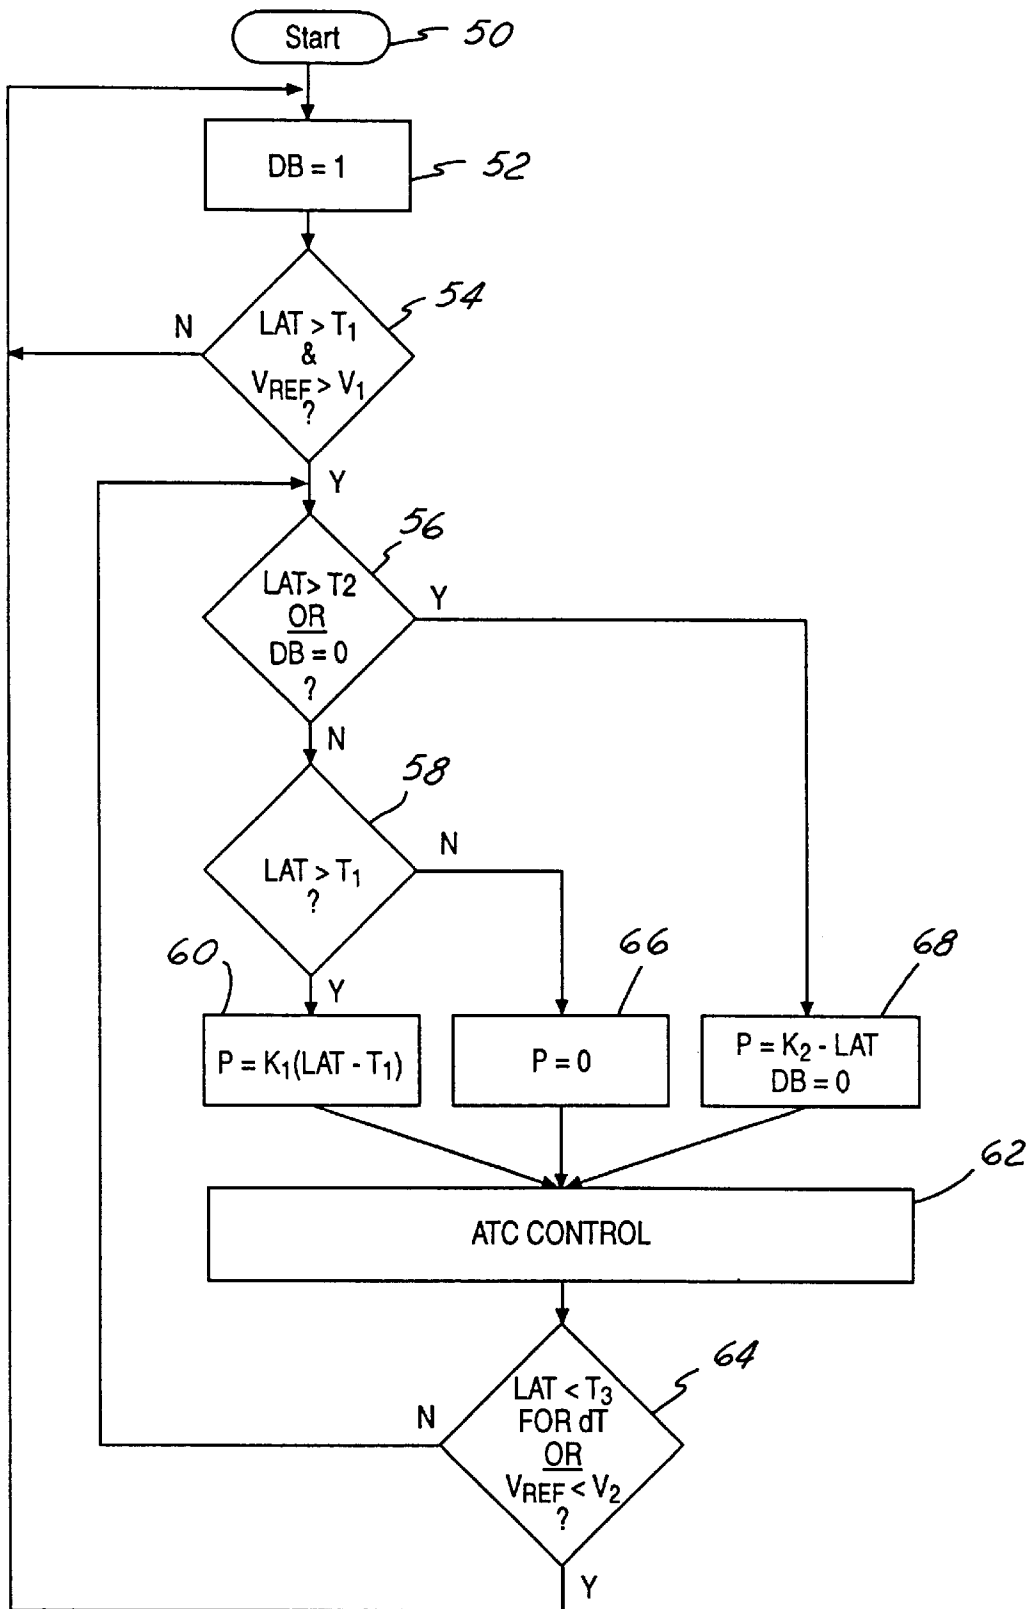 Start
50
DB = 1
52
54
N
LAT > T₁
&
V_REF > V₁
?
Y
56
LAT> T2
OR
DB = 0
?
Y
N
58
LAT > T₁
?
N
60
Y
66
68
P = K₁(LAT - T₁)
P = 0
P = K₂ - LAT
DB = 0
62
ATC CONTROL
64
N
LAT < T₃
FOR dT
OR
V_REF < V₂
?
Y